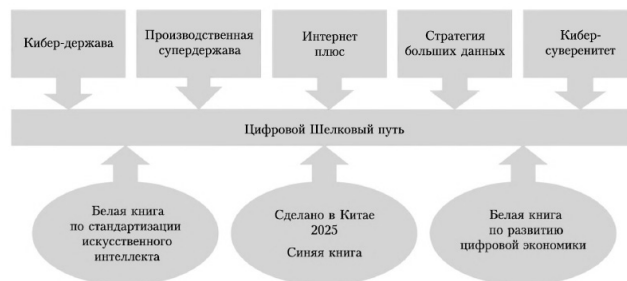 Кибер-держава
Производственная
супердержава
Интернет
плюс
Стратегия
больших данных
Кибер-
суверенитет
Цифровой Шелковый путь
Белая книга
по стандартизации
искусственного
интеллекта
Сделано в Китае
2025
Синяя книга
Белая книга
по развитию
цифровой экономики